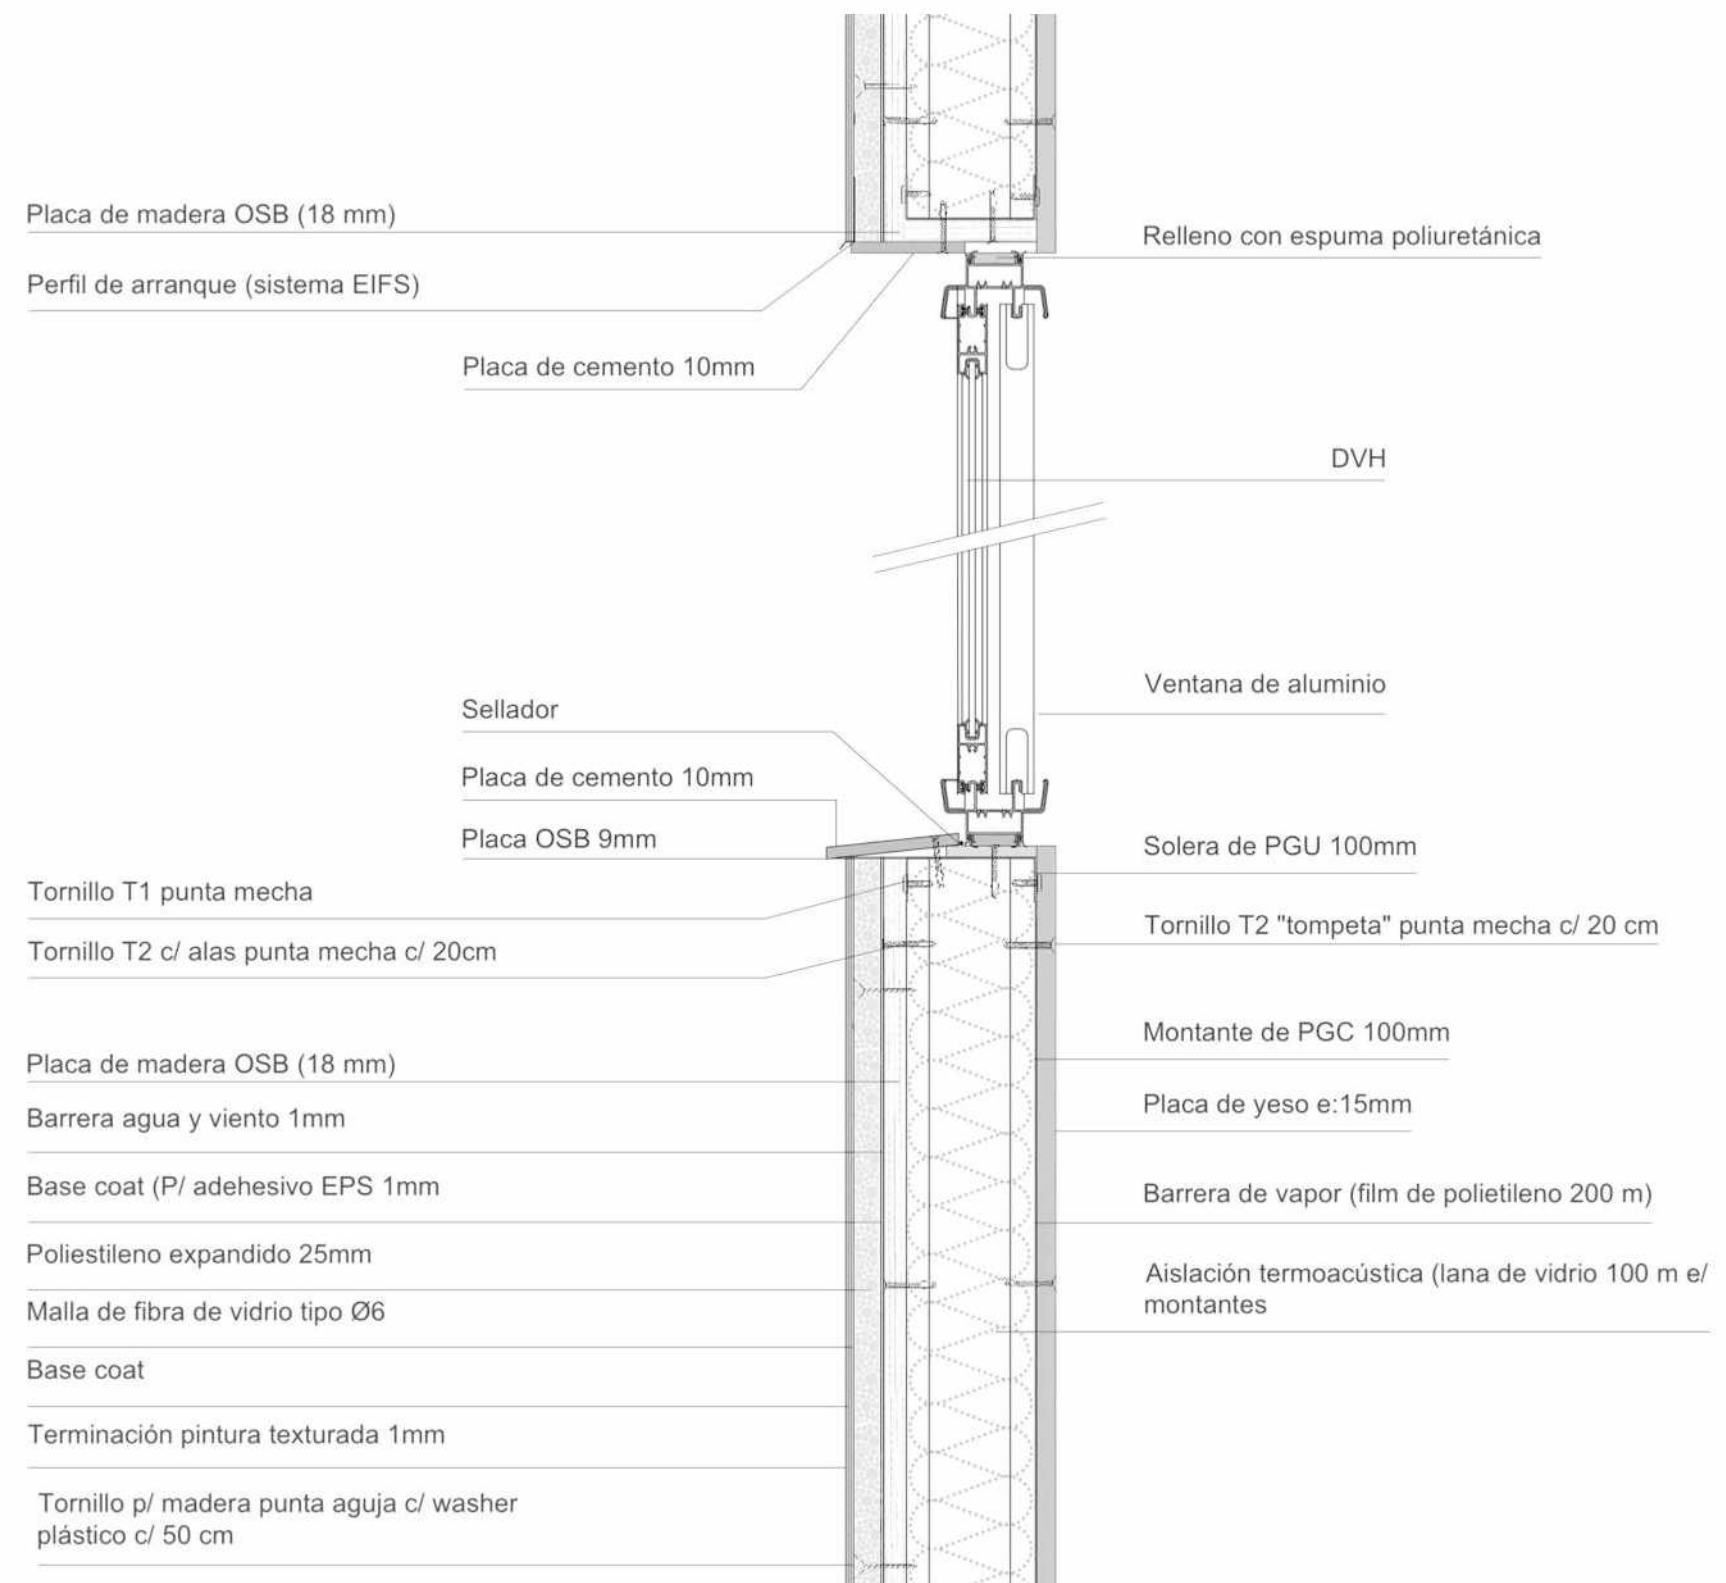 Placa de madera OSB (18 mm)
Perfil de arranque (sistema EIFS)
Placa de cemento 10mm
Relleno con espuma poliuretánica
DVH
Ventana de aluminio
Sellador
Placa de cemento 10mm
Placa OSB 9mm
Tornillo T1 punta mecha
Tornillo T2 c/ alas punta mecha c/ 20cm
Placa de madera OSB (18 mm)
Barrera agua y viento 1mm
Base coat (P/ adehesivo EPS 1mm
Poliestileno expandido 25mm
Malla de fibra de vidrio tipo Ø6
Base coat
Terminación pintura texturada 1mm
Tornillo p/ madera punta aguja c/ washer
plástico c/ 50 cm
Solera de PGU 100mm
Tornillo T2 "tompeta" punta mecha c/ 20 cm
Montante de PGC 100mm
Placa de yeso e:15mm
Barrera de vapor (film de polietileno 200 m)
Aislación termoacústica (lana de vidrio 100 m e/
montantes